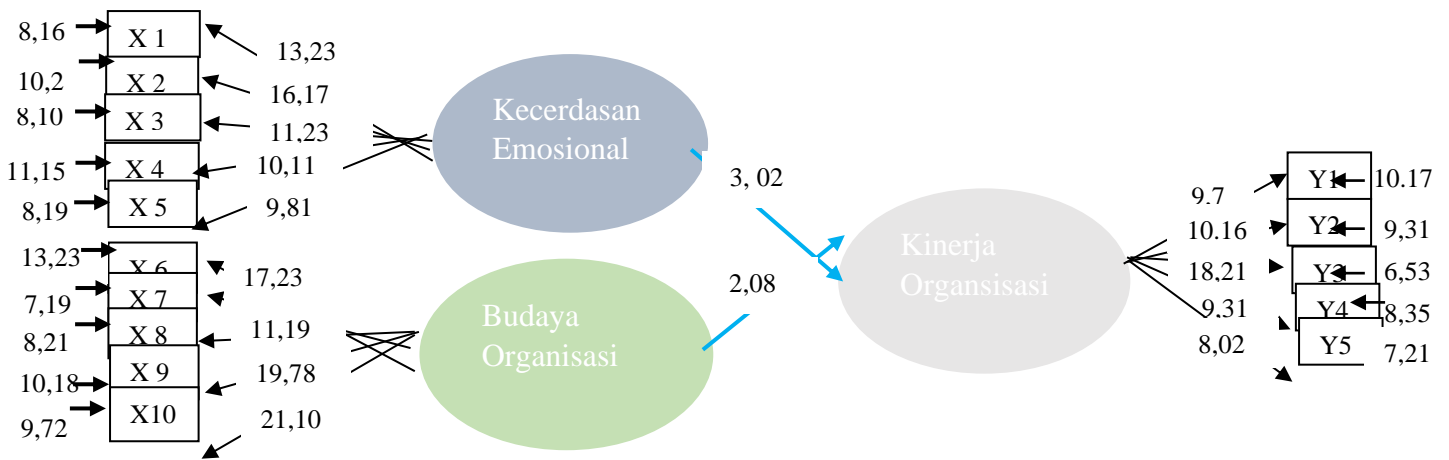 8,16
X 1
13,23
10,2
X 2
16,17
8,10
X 3
11,23
11,15
X 4
10,11
8,19
X 5
9,81
13,23
X 6
17,23
7,19
X 7
8,21
X 8
11,19
10,18
X 9
19,78
9,72
X10
21,10
Kecerdasan
Emosional
Budaya
Organisasi
3, 02
2,08
Kinerja
Organsisasi
9.7
Y1
10.17
10.16
Y2
9,31
18,21
Y3
6,53
9,31
Y4
8,35
8,02
Y5
7,21